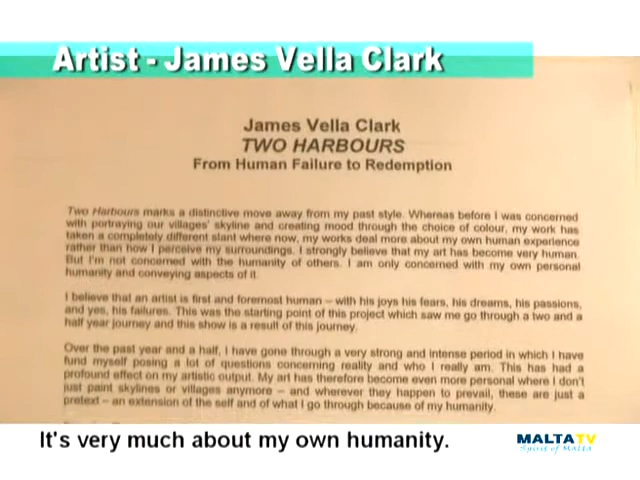 Artist - James Vella Clark
James Vella Clark
TWO HARBOURS
From Human Failure to Redemption
Two Harbours marks a distinctive move away from my past style. Whereas before I was concerned
with portraying our villages' skyline and creating mood through the choice of colour, my work has
taken a completely different slant where now, my works deal more about my own human experience
rather than how I perceive my surroundings. I strongly believe that my art has become very human.
But I'm not concerned with the humanity of others. I am only concerned with my own personal
humanity and conveying aspects of it.
I believe that an artist is first and foremost human – with his joys his fears, his dreams, his passions,
and yes, his failures. This was the starting point of this project which saw me go through a two and a
half year journey and this show is a result of this journey.
Over the past year and a half, I have gone through a very strong and intense period in which I have
fund myself posing a lot of questions concerning reality and who I really am. This has had a
profound effect on my artistic output. My art has therefore become even more personal where I don't
just paint skylines or villages anymore – and wherever they happen to prevail, these are just a
pretext – an extension of the self and of what I go through because of my humanity.
It's very much about my own humanity.
MALTATV
Spirit of Malta